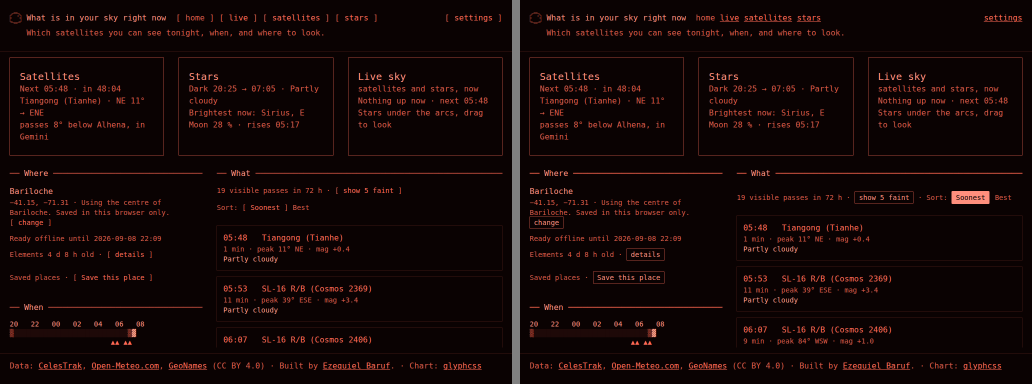 What is in your sky right now [ home ] [ live ] [ satellites ] [ stars ] [ settings ]
Which satellites you can see tonight, when, and where to look.
Satellites
Next 05:48 · in 48:04
Tiangong (Tianhe) · NE 11°
→ ENE
passes 8° below Alhena, in
Gemini
Stars
Dark 20:25 → 07:05 · Partly
cloudy
Brightest now: Sirius, E
Moon 28 % · rises 05:17
Live sky
satellites and stars, now
Nothing up now · next 05:48
Stars under the arcs, drag
to look
Where
Bariloche
−41.15, −71.31 · Using the centre of
Bariloche. Saved in this browser only.
[ change ]
Ready offline until 2026-09-08 22:09
Elements 4 d 8 h old · [ details ]
Saved places · [ Save this place ]
When
20 22 00 02 04 06 08
▲▲ ▲▲
What
19 visible passes in 72 h · [ show 5 faint ]
Sort: [ Soonest ] Best
05:48 Tiangong (Tianhe)
1 min · peak 11° NE · mag +0.4
Partly cloudy
05:53 SL-16 R/B (Cosmos 2369)
11 min · peak 39° ESE · mag +3.4
Partly cloudy
06:07 SL-16 R/B (Cosmos 2406)
Data: CelesTrak, Open-Meteo.com, GeoNames (CC BY 4.0) · Built by Ezequiel Baruf. · Chart: glyphcss
What is in your sky right now home live satellites stars settings
Which satellites you can see tonight, when, and where to look.
Satellites
Next 05:48 · in 48:04
Tiangong (Tianhe) · NE 11°
→ ENE
passes 8° below Alhena, in
Gemini
Stars
Dark 20:25 → 07:05 · Partly
cloudy
Brightest now: Sirius, E
Moon 28 % · rises 05:17
Live sky
satellites and stars, now
Nothing up now · next 05:48
Stars under the arcs, drag
to look
Where
Bariloche
−41.15, −71.31 · Using the centre of
Bariloche. Saved in this browser only.
change
Ready offline until 2026-09-08 22:09
Elements 4 d 8 h old · details
Saved places · Save this place
When
20 22 00 02 04 06 08
▲▲ ▲▲
What
19 visible passes in 72 h · show 5 faint · Sort: Soonest Best
05:48 Tiangong (Tianhe)
1 min · peak 11° NE · mag +0.4
Partly cloudy
05:53 SL-16 R/B (Cosmos 2369)
11 min · peak 39° ESE · mag +3.4
Partly cloudy
06:07 SL-16 R/B (Cosmos 2406)
9 min · peak 84° WSW · mag +1.0
Data: CelesTrak, Open-Meteo.com, GeoNames (CC BY 4.0) · Built by Ezequiel Baruf. · Chart: glyphcss